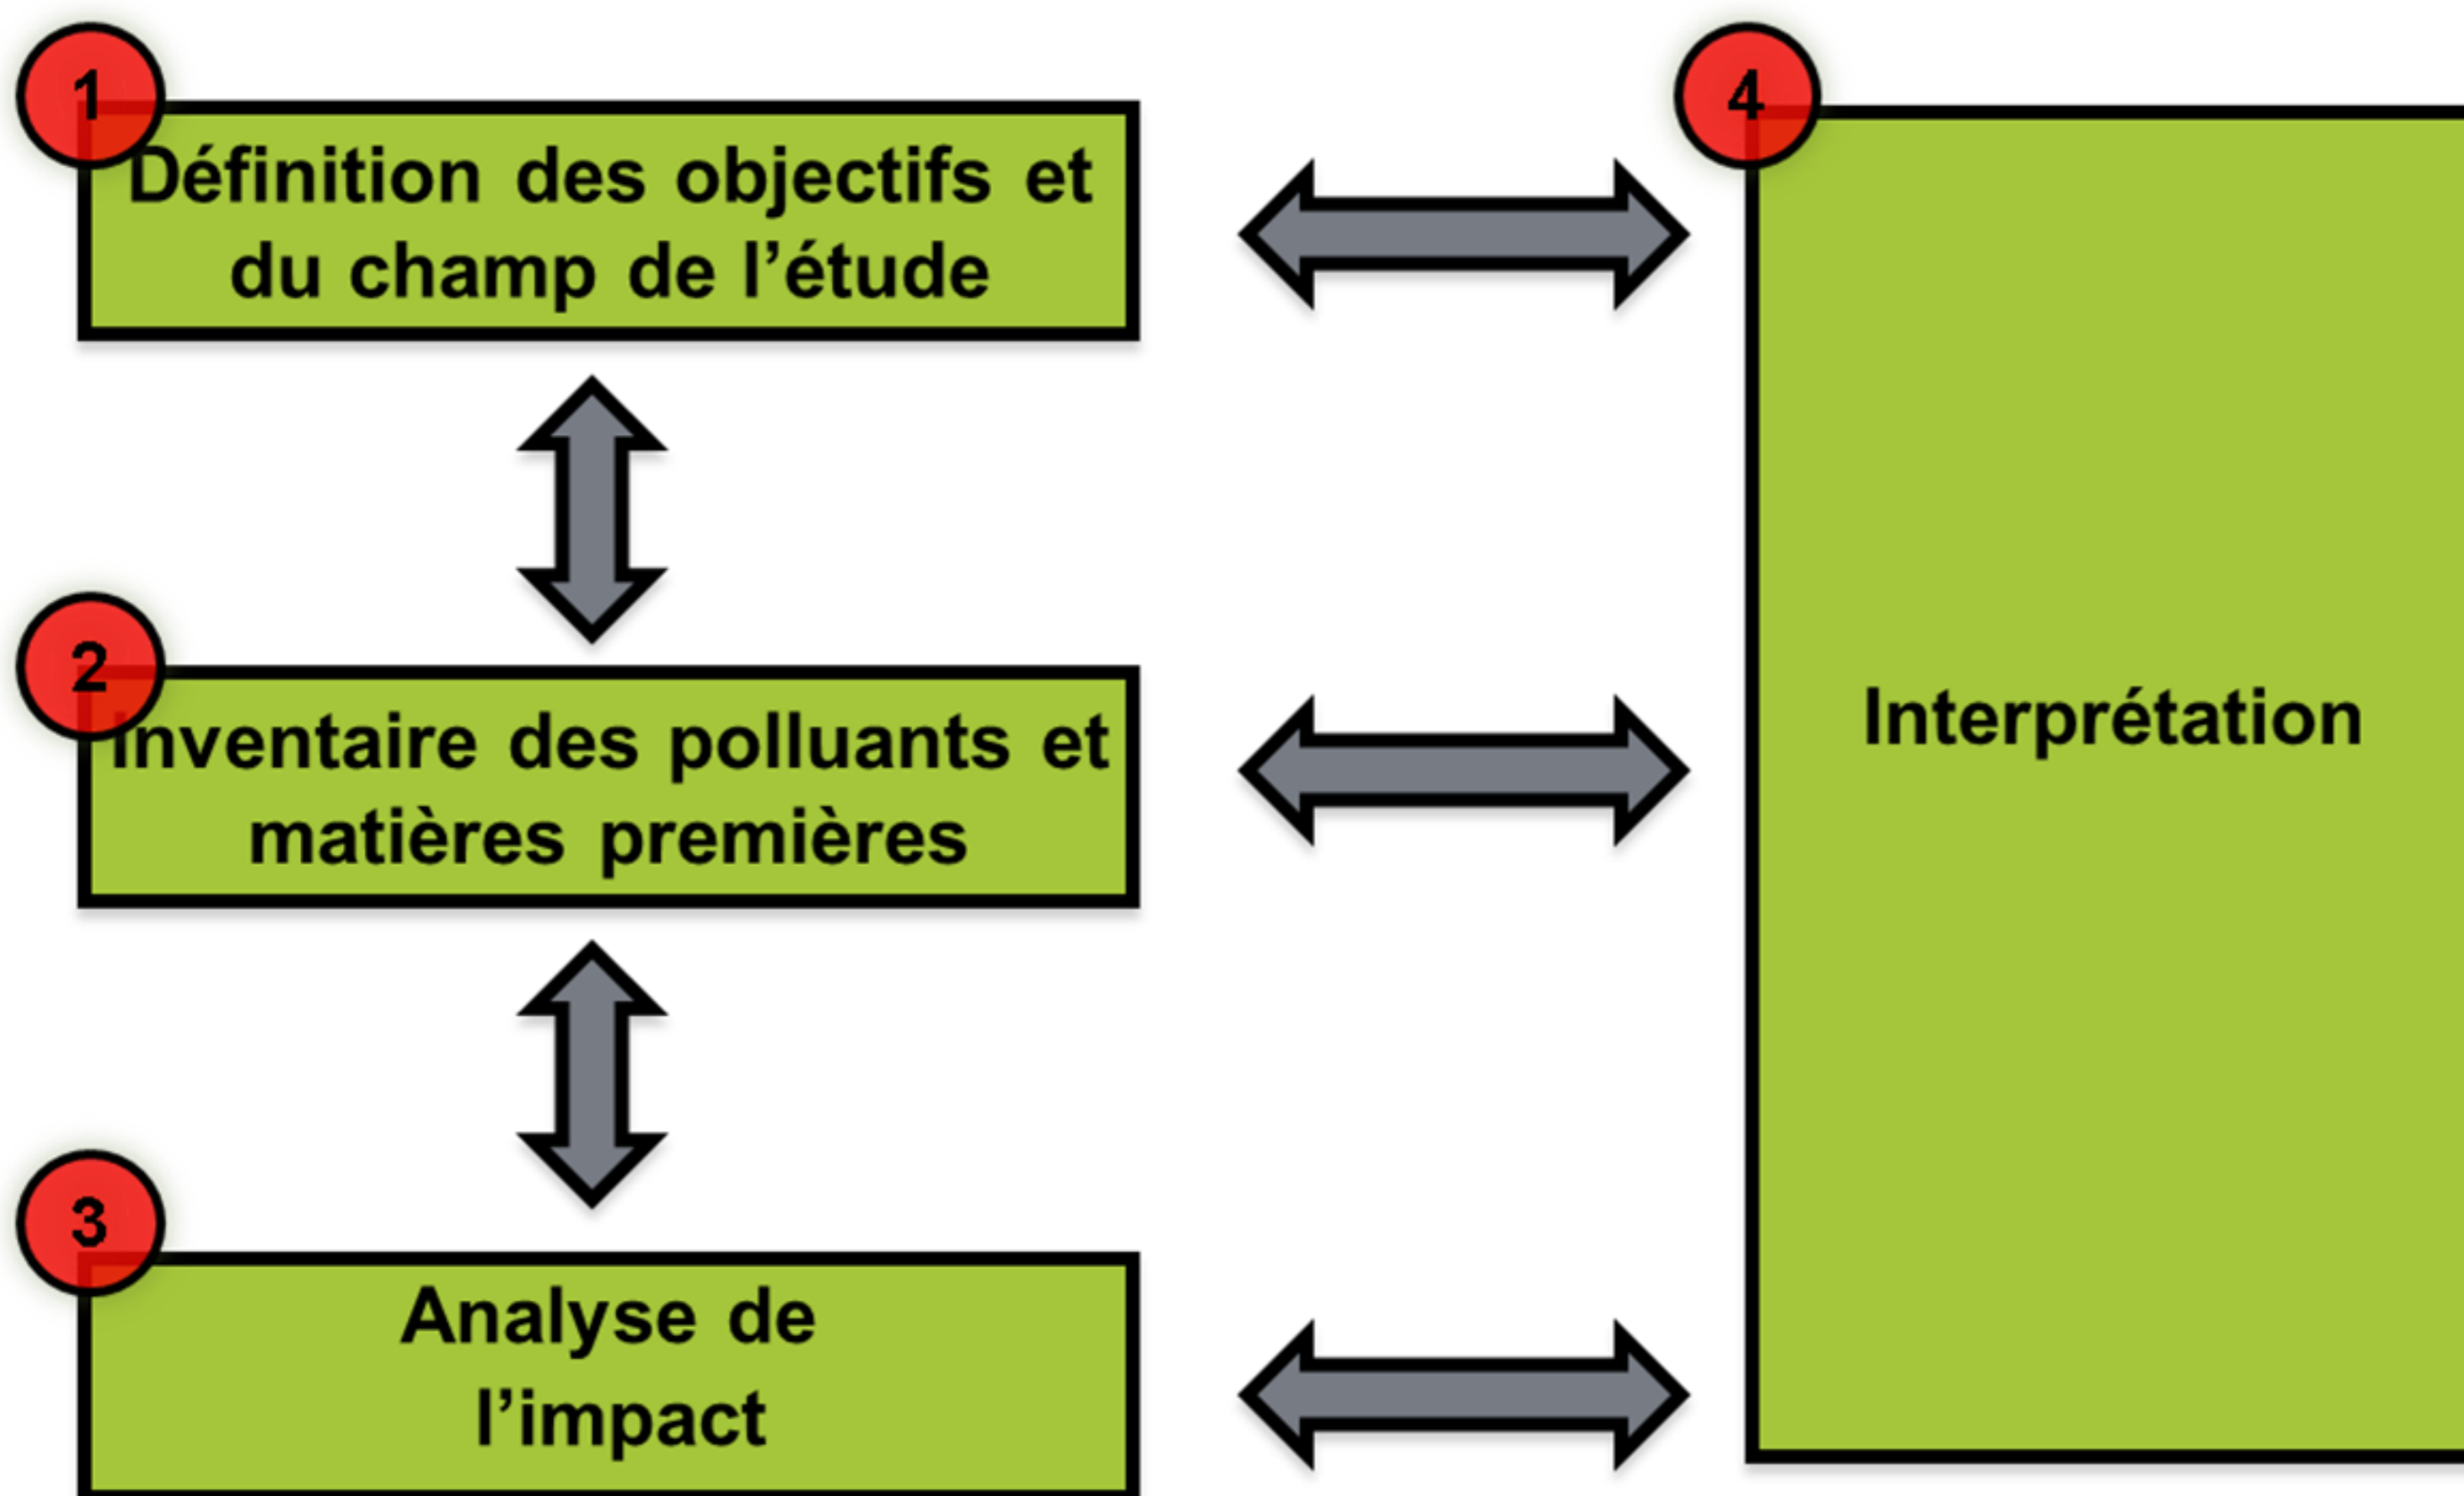 1
Définition des objectifs et
du champ de l’étude
2
Inventaire des polluants et
matières premières
3
Analyse de
l’impact
4
Interprétation